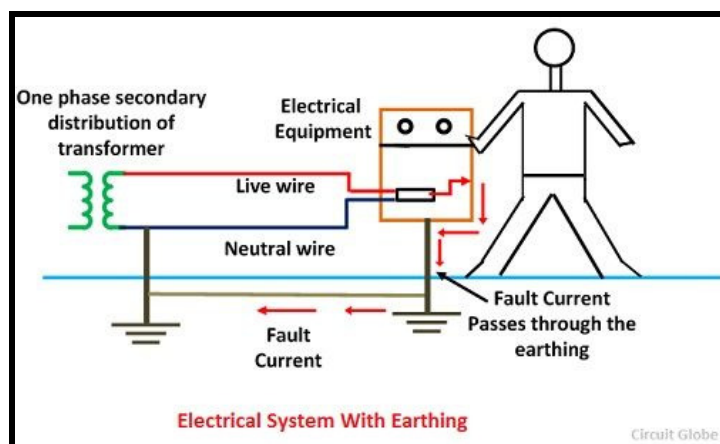 One phase secondary
distribution of
transformer
Electrical
Equipment
Live wire
Neutral wire
Fault Current
Passes through the
earthing
Fault
Current
Electrical System With Earthing
Circuit Globe